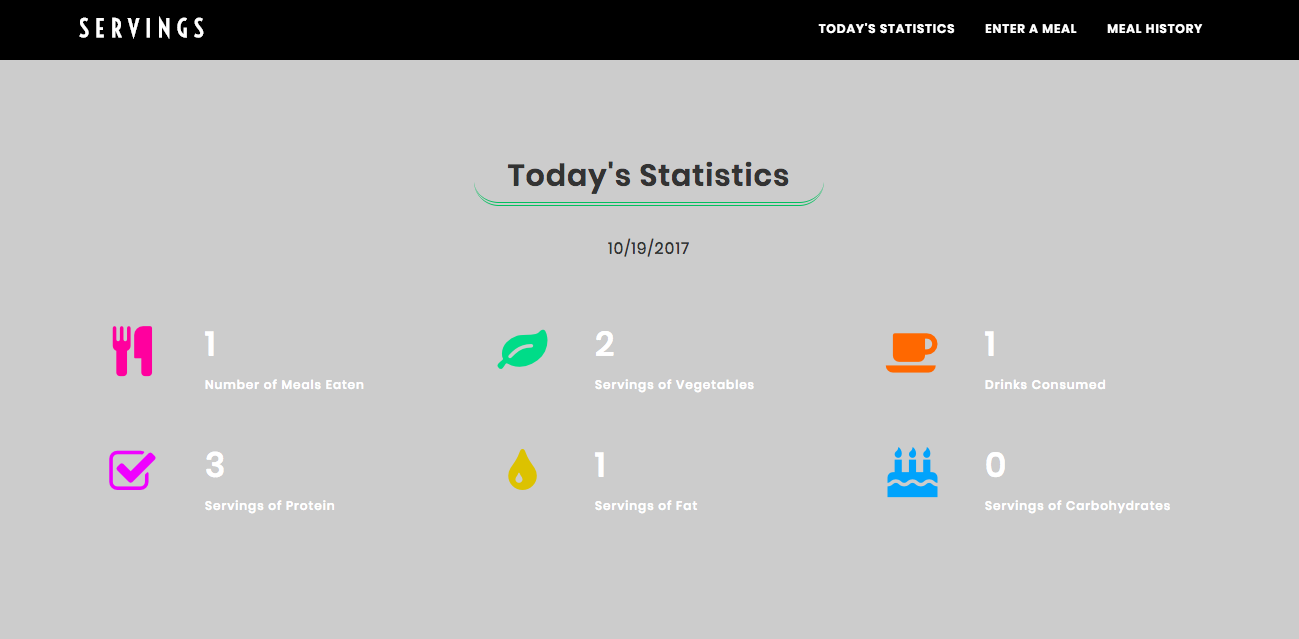 SERVINGS
TODAY'S STATISTICS
ENTER A MEAL
MEAL HISTORY
Today's Statistics
10/19/2017
1
Number of Meals Eaten
2
Servings of Vegetables
1
Drinks Consumed
3
Servings of Protein
1
Servings of Fat
0
Servings of Carbohydrates